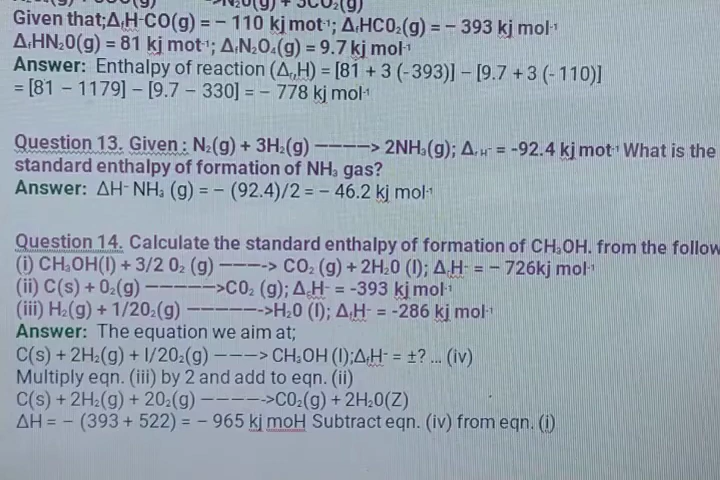 Given that;ΔfH-CO(g) = – 110 kj mot-1; ΔfHC0₂(g) = – 393 kj mol-1
ΔfHN₂0(g) = 81 kj mot-1; ΔfN₂O₄(g) = 9.7 kj mol-1
Answer: Enthalpy of reaction (ΔrH) = [81 + 3 (-393)] – [9.7 + 3 (- 110)]
= [81 – 1179] – [9.7 – 330] = – 778 kj mol-1
Question 13. Given : N₂(g) + 3H₂(g) ————> 2NH₃(g); ΔrH- = -92.4 kj mot-1 What is the
standard enthalpy of formation of NH₃ gas?
Answer: ΔH- NH₃ (g) = – (92.4)/2 = – 46.2 kj mol-1
Question 14. Calculate the standard enthalpy of formation of CH₃OH. from the follow
(i) CH₃OH(l) + 3/2 0₂ (g) ———-> CO₂ (g) + 2H₂0 (l); ΔrH- = – 726kj mol-1
(ii) C(s) + 0₂(g) —————>C0₂ (g); ΔrH- = -393 kj mol-1
(iii) H₂(g) + 1/20₂(g) —————->H₂0 (l); ΔrH- = -286 kj mol-1
Answer: The equation we aim at;
C(s) + 2H₂(g) + l/20₂(g) ———> CH₃OH (l);ΔfH- = ±? ... (iv)
Multiply eqn. (iii) by 2 and add to eqn. (ii)
C(s) + 2H₂(g) + 20₂(g) ————->C0₂(g) + 2H₂0(Z)
ΔH = – (393 + 522) = – 965 kj moH Subtract eqn. (iv) from eqn. (i)